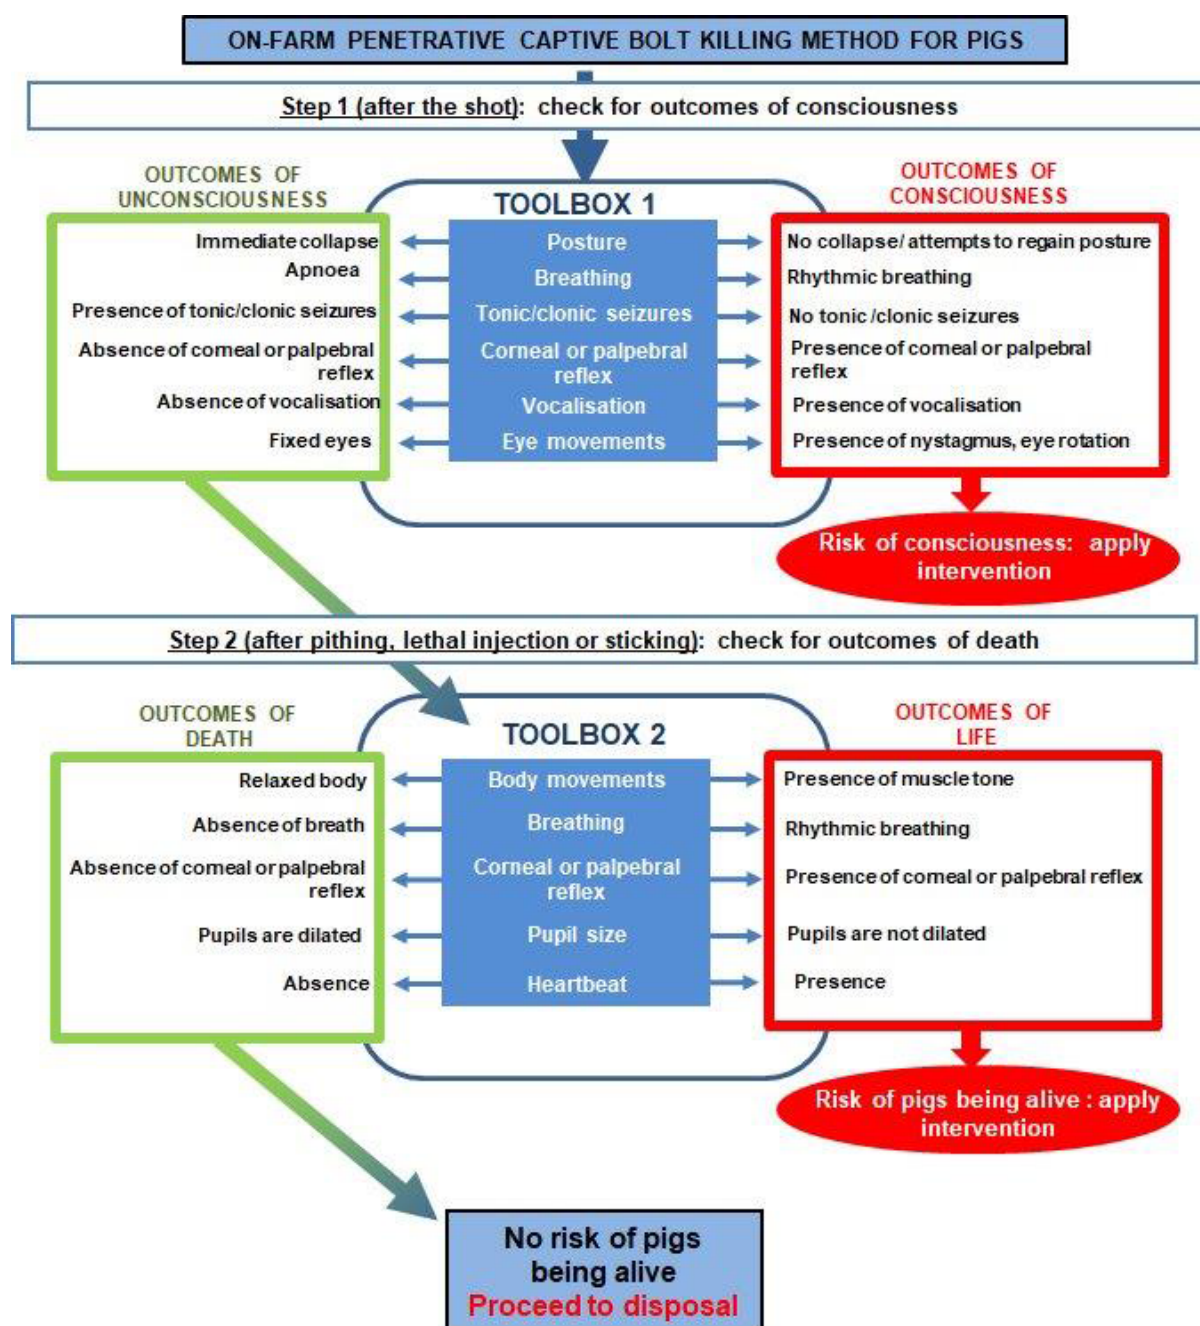 ON-FARM PENETRATIVE CAPTIVE BOLT KILLING METHOD FOR PIGS
Step 1 (after the shot): check for outcomes of consciousness
OUTCOMES OF
UNCONSCIOUSNESS
Immediate collapse
Apnoea
Presence of tonic/clonic seizures
Absence of corneal or palpebral
reflex
Absence of vocalisation
Fixed eyes
TOOLBOX 1
Posture
Breathing
Tonic/clonic seizures
Corneal or palpebral
reflex
Vocalisation
Eye movements
OUTCOMES OF
CONSCIOUSNESS
No collapse/ attempts to regain posture
Rhythmic breathing
No tonic /clonic seizures
Presence of corneal or palpebral
reflex
Presence of vocalisation
Presence of nystagmus, eye rotation
Risk of consciousness: apply
intervention
Step 2 (after pithing, lethal injection or sticking): check for outcomes of death
OUTCOMES OF
DEATH
Relaxed body
Absence of breath
Absence of corneal or palpebral
reflex
Pupils are dilated
Absence
TOOLBOX 2
Body movements
Breathing
Corneal or palpebral
reflex
Pupil size
Heartbeat
OUTCOMES OF
LIFE
Presence of muscle tone
Rhythmic breathing
Presence of corneal or palpebral reflex
Pupils are not dilated
Presence
Risk of pigs being alive : apply
intervention
No risk of pigs
being alive
Proceed to disposal